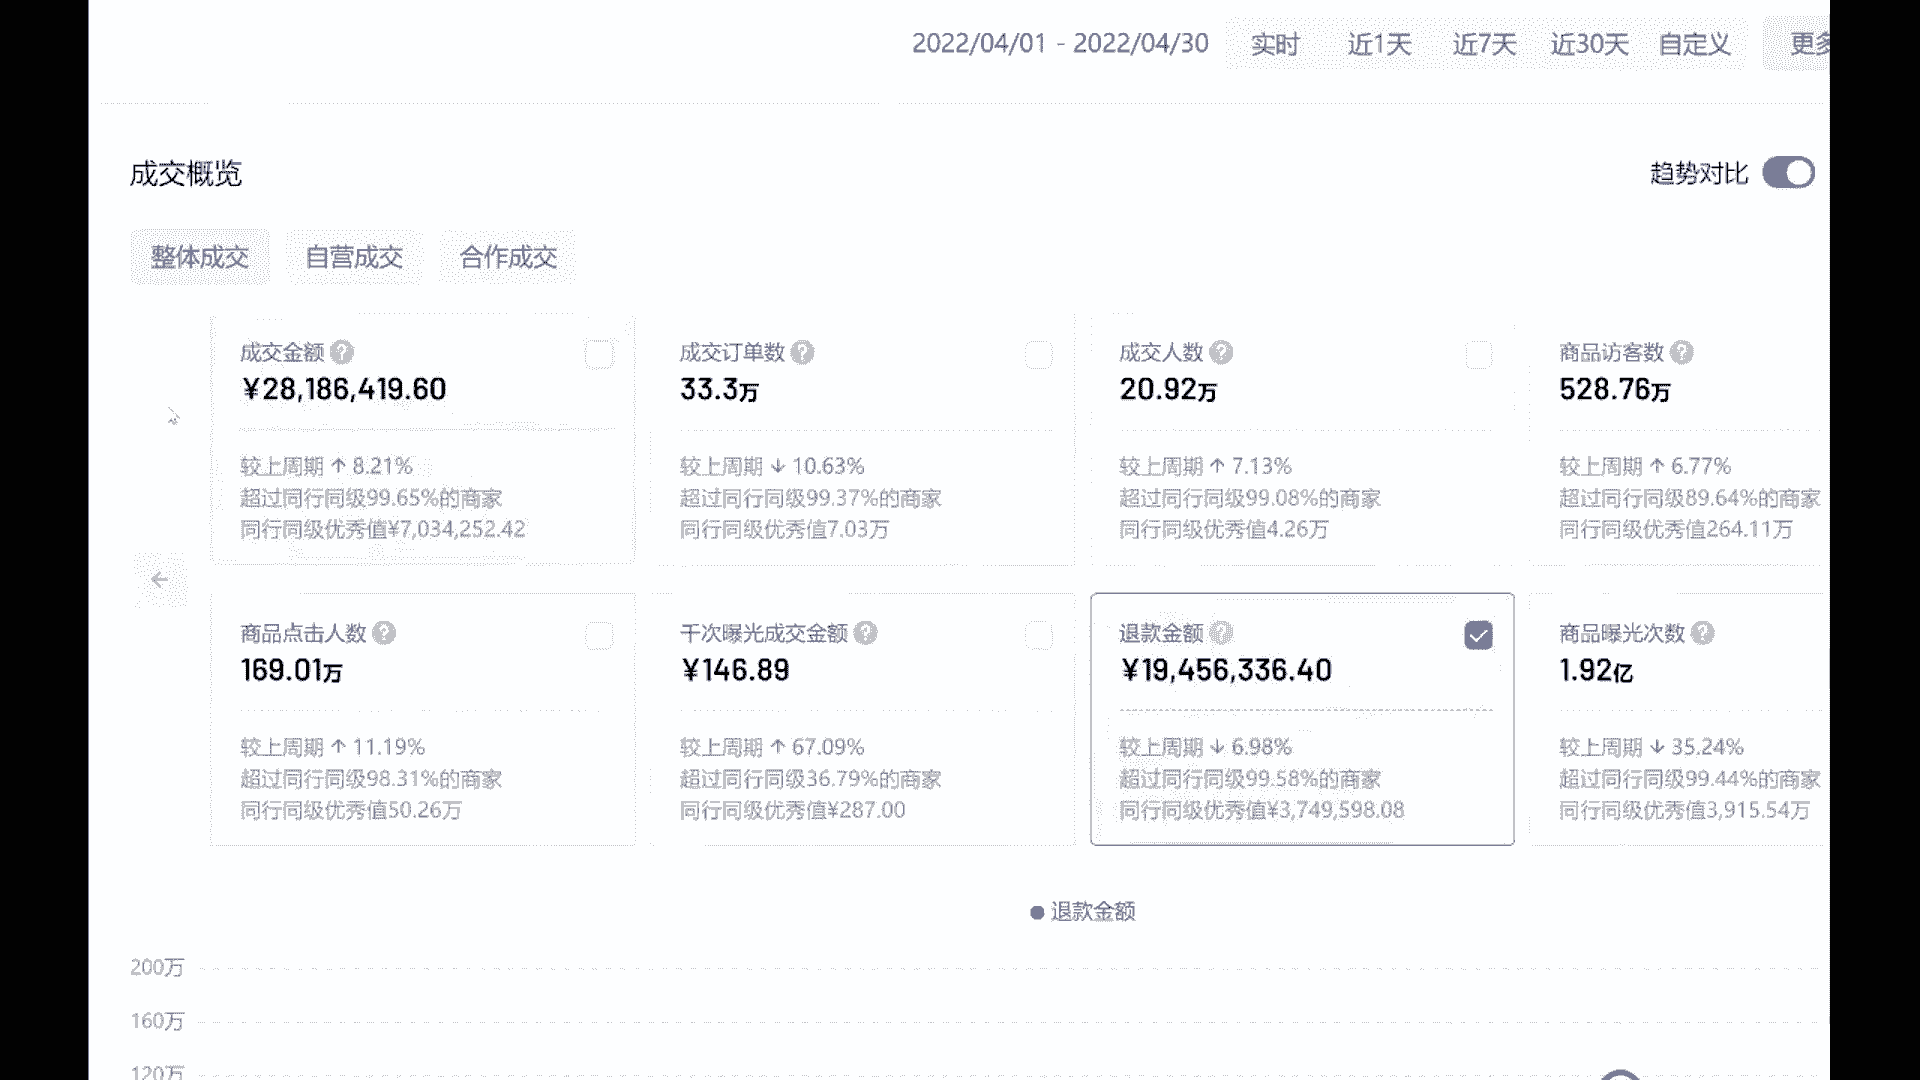 2022/04/01 - 2022/04/30 实时 近1天 近7天 近30天 自定义 更多
成交概览 趋势对比
整体成交 自营成交 合作成交
成交金额 成交订单数 成交人数 商品访客数
¥28,186,419.60 33.3万 20.92万 528.76万
较上周期 ↑ 8.21% 较上周期 ↓ 10.63% 较上周期 ↑ 7.13% 较上周期 ↑ 6.77%
超过同行同级99.65%的商家 超过同行同级99.37%的商家 超过同行同级99.08%的商家 超过同行同级89.64%的商家
同行同级优秀值¥7,034,252.42 同行同级优秀值7.03万 同行同级优秀值4.26万 同行同级优秀值264.11万
商品点击人数 千次曝光成交金额 退款金额 商品曝光次数
169.01万 ¥146.89 ¥19,456,336.40 1.92亿
较上周期 ↑ 11.19% 较上周期 ↑ 67.09% 较上周期 ↓ 6.98% 较上周期 ↓ 35.24%
超过同行同级98.31%的商家 超过同行同级36.79%的商家 超过同行同级99.58%的商家 超过同行同级99.44%的商家
同行同级优秀值50.26万 同行同级优秀值¥287.00 同行同级优秀值¥3,749,598.08 同行同级优秀值3,915.54万
退款金额
200万
160万
120万